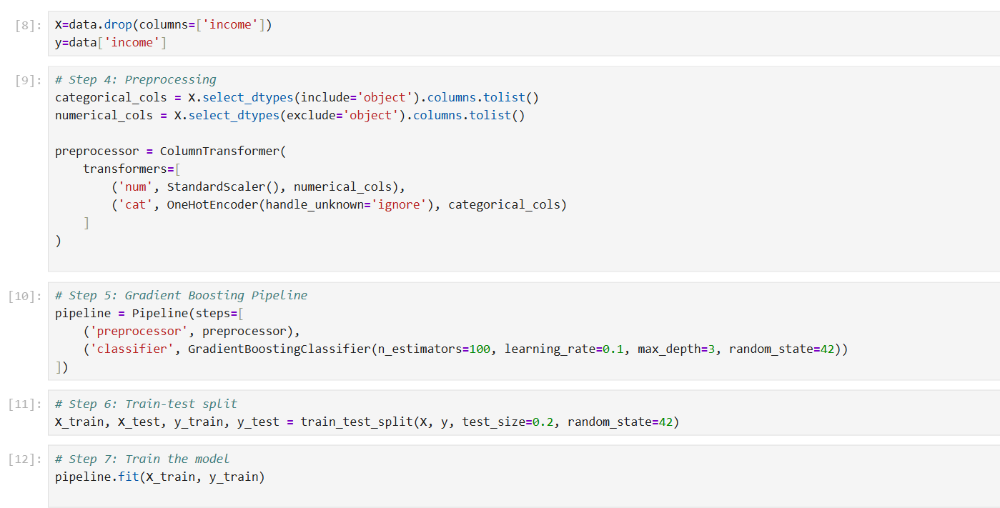 [8]: X=data.drop(columns=['income'])
y=data['income']
[9]: # Step 4: Preprocessing
categorical_cols = X.select_dtypes(include='object').columns.tolist()
numerical_cols = X.select_dtypes(exclude='object').columns.tolist()
preprocessor = ColumnTransformer(
    transformers=[
        ('num', StandardScaler(), numerical_cols),
        ('cat', OneHotEncoder(handle_unknown='ignore'), categorical_cols)
    ]
)
[10]: # Step 5: Gradient Boosting Pipeline
pipeline = Pipeline(steps=[
    ('preprocessor', preprocessor),
    ('classifier', GradientBoostingClassifier(n_estimators=100, learning_rate=0.1, max_depth=3, random_state=42))
])
[11]: # Step 6: Train-test split
X_train, X_test, y_train, y_test = train_test_split(X, y, test_size=0.2, random_state=42)
[12]: # Step 7: Train the model
pipeline.fit(X_train, y_train)